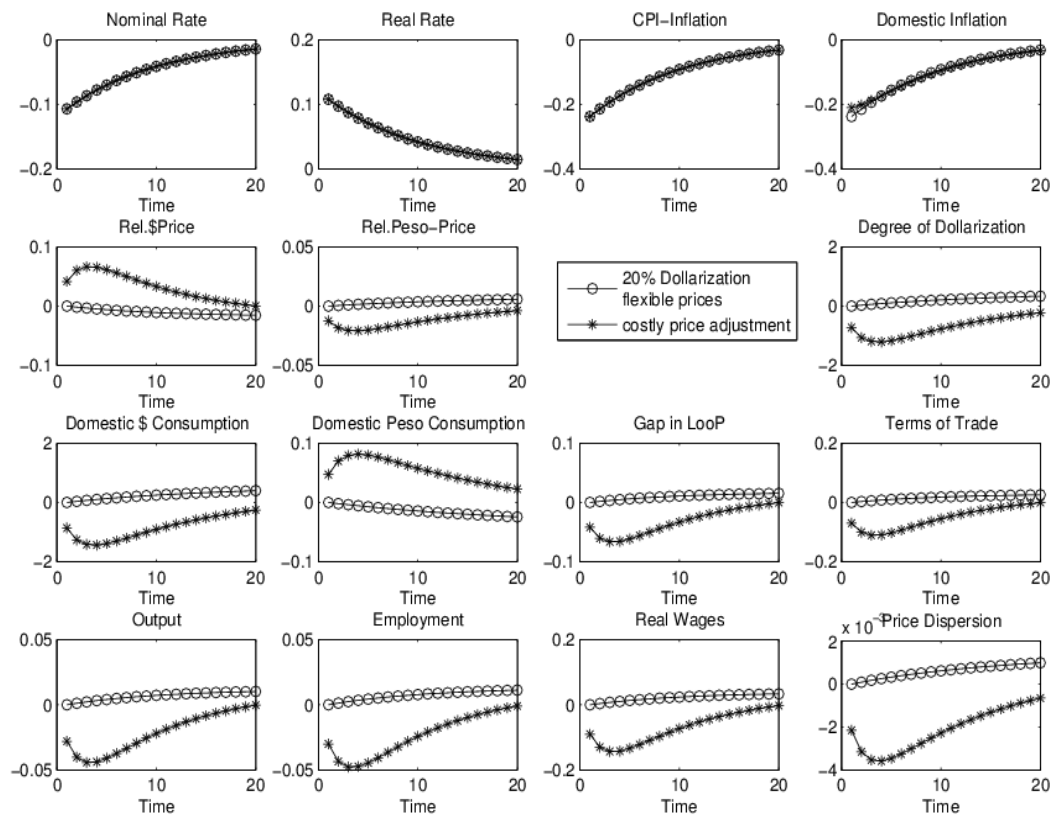 Nominal Rate
Real Rate
CPI-Inflation
Domestic Inflation
0
-0.1
-0.2
0 10 20
Time
0.2
0.1
0
0 10 20
Time
0
-0.2
-0.4
0 10 20
Time
0
-0.2
-0.4
0 10 20
Time
Rel.$Price
Rel.Peso-Price
Degree of Dollarization
0.1
0
-0.1
0 10 20
Time
0.05
0
-0.05
0 10 20
Time
20% Dollarization
flexible prices
costly price adjustment
2
0
-2
0 10 20
Time
Domestic $ Consumption
Domestic Peso Consumption
Gap in LooP
Terms of Trade
2
0
-2
0 10 20
Time
0.1
0
-0.1
0 10 20
Time
0.1
0
-0.1
0 10 20
Time
0.2
0
-0.2
0 10 20
Time
Output
Employment
Real Wages
x 10-3 Price Dispersion
0.05
0
-0.05
0 10 20
Time
0.05
0
-0.05
0 10 20
Time
0.2
0
-0.2
0 10 20
Time
2
0
-2
-4
0 10 20
Time